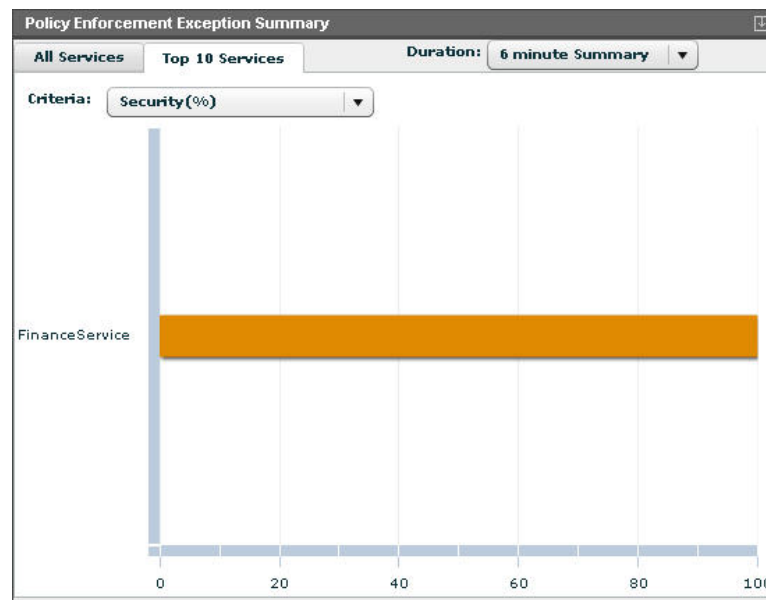 Policy Enforcement Exception Summary
All Services
Top 10 Services
Duration: 6 minute Summary
Criteria: Security(%)
FinanceService
0 20 40 60 80 100